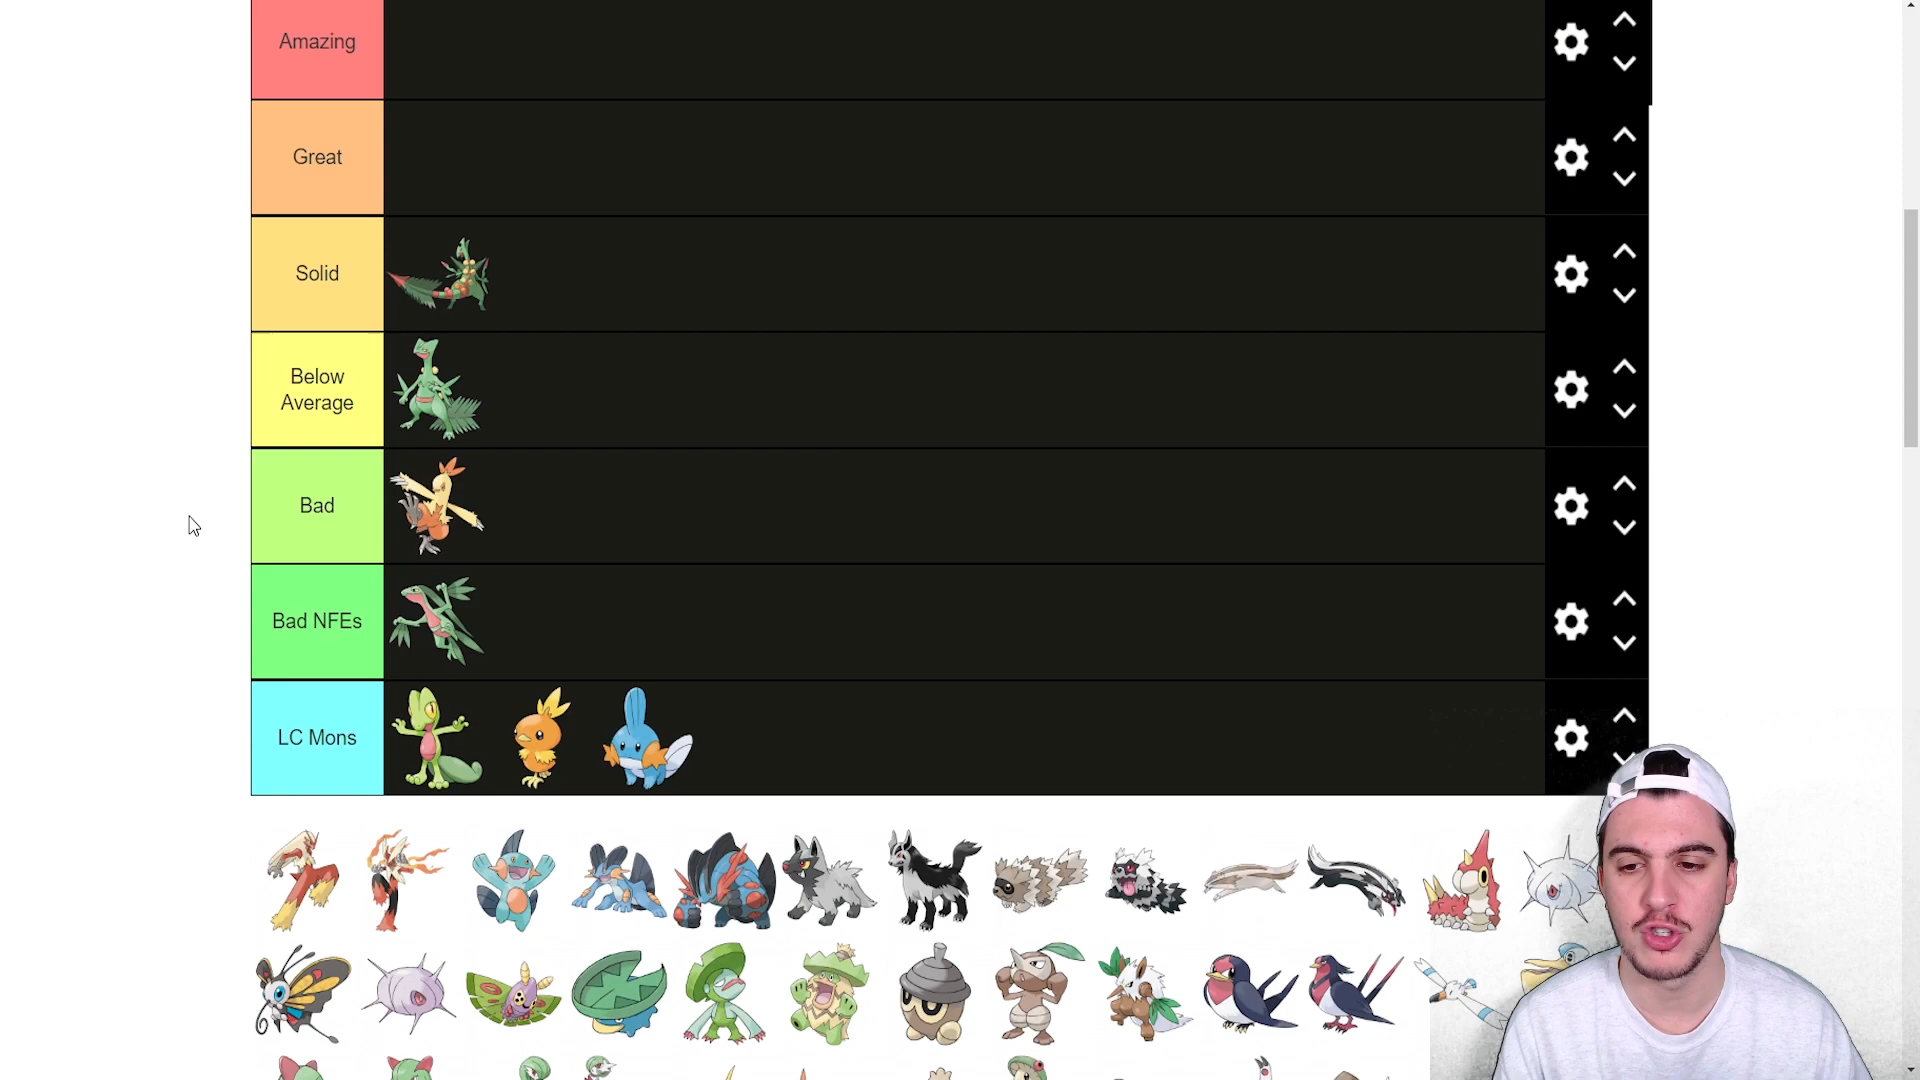 Amazing
Great
Solid
Below
Average
Bad
Bad NFEs
LC Mons